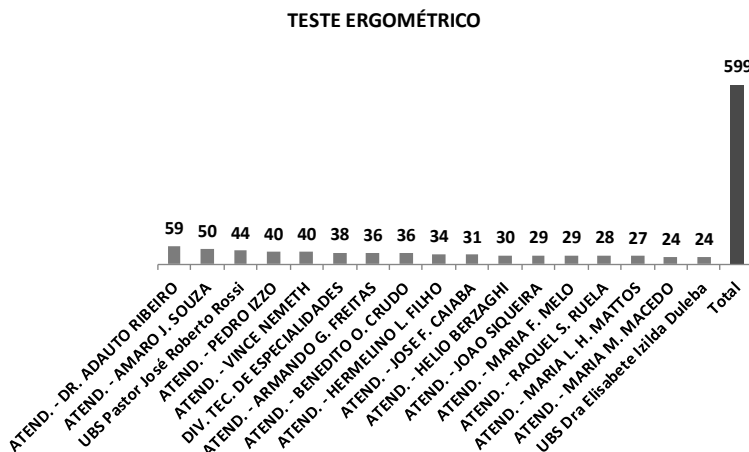 TESTE ERGOMÉTRICO
599
59
50
44
40
40
38
36
36
34
31
30
29
29
28
27
24
24
ATEND. - DR. ADAUTO RIBEIRO
ATEND. - AMARO J. SOUZA
UBS Pastor José Roberto Rossi
ATEND. - PEDRO IZZO
ATEND. - VINCE NEMETH
DIV. TEC. DE ESPECIALIDADES
ATEND. - ARMANDO G. FREITAS
ATEND. - BENEDITO O. CRUDO
ATEND. - HERMELINO L. FILHO
ATEND. - JOSE F. CAIABA
ATEND. - HELIO BERZAGHI
ATEND. - JOAO SIQUEIRA
ATEND. - MARIA F. MELO
ATEND. - RAQUEL S. RUELA
ATEND. - MARIA L. H. MATTOS
ATEND. - MARIA M. MACEDO
UBS Dra Elisabete Izilda Duleba
Total